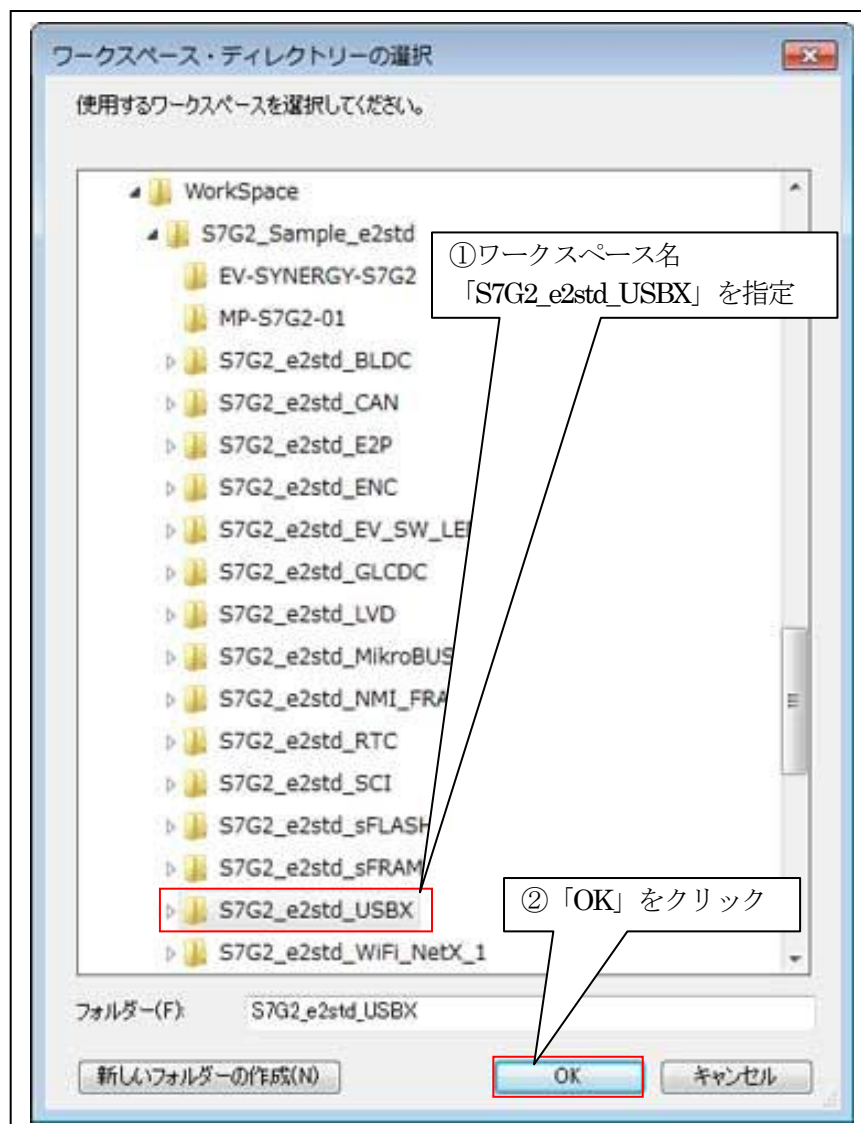 ワークスペース・ディレクトリーの選択
使用するワークスペースを選択してください。
WorkSpace
S7G2_Sample_e2std
①ワークスペース名
「S7G2_e2std_USBX」を指定
EV-SYNERGY-S7G2
MP-S7G2-01
S7G2_e2std_BLDC
S7G2_e2std_CAN
S7G2_e2std_E2P
S7G2_e2std_ENC
S7G2_e2std_EV_SW_LE
S7G2_e2std_GLCDC
S7G2_e2std_LVD
S7G2_e2std_MikroBUS
S7G2_e2std_NMI_FRA
S7G2_e2std_RTC
S7G2_e2std_SCI
S7G2_e2std_sFLASH
S7G2_e2std_sFRAM
S7G2_e2std_USBX
②「OK」をクリック
S7G2_e2std_WiFi_NetX_1
フォルダー(F): S7G2_e2std_USBX
新しいフォルダーの作成(N) OK キャンセル